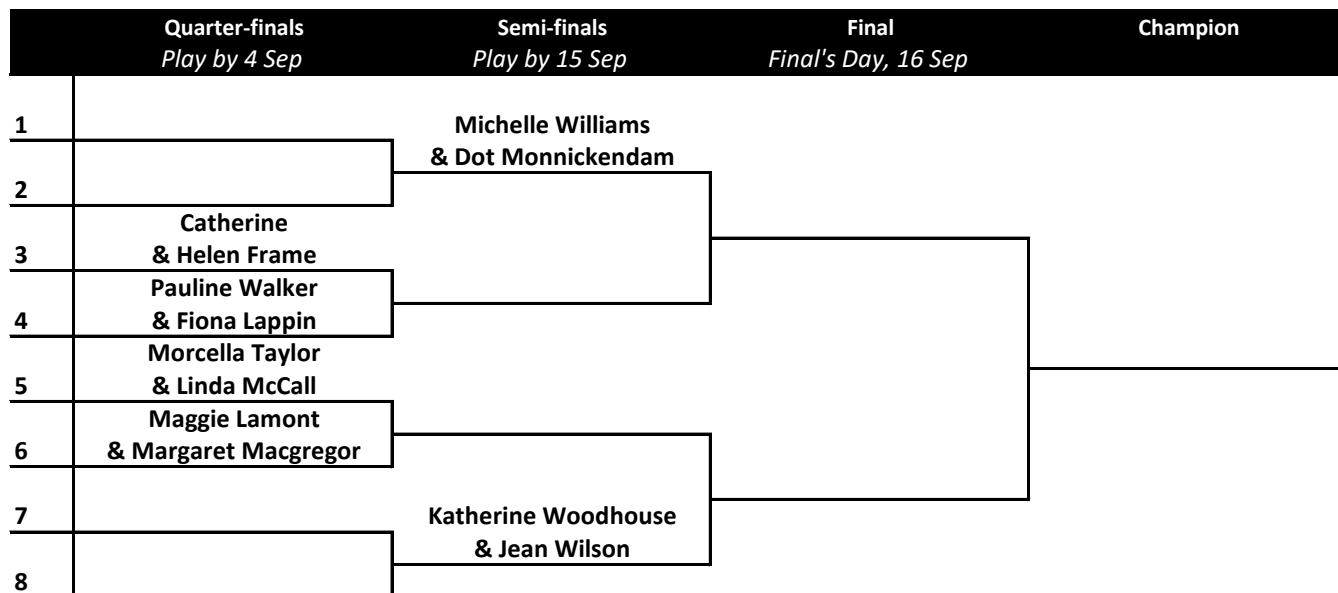 Quarter-finals Semi-finals Final Champion
Play by 4 Sep Play by 15 Sep Final's Day, 16 Sep
1 Michelle Williams
& Dot Monnickendam
2
Catherine
3 & Helen Frame
Pauline Walker
4 & Fiona Lappin
Morcella Taylor
5 & Linda McCall
Maggie Lamont
6 & Margaret Macgregor
7 Katherine Woodhouse
& Jean Wilson
8